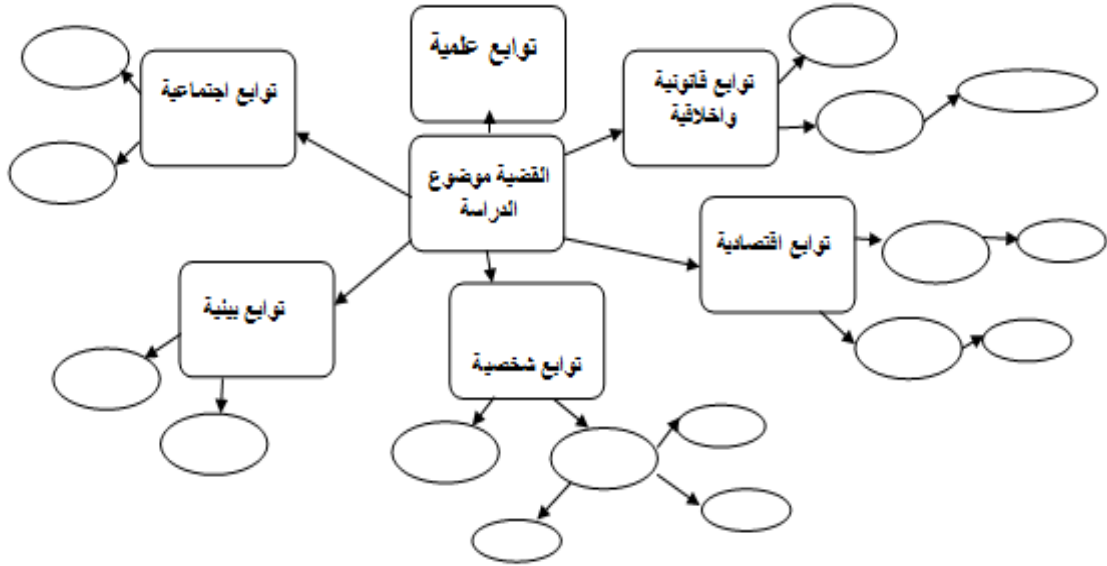 توابع علمية
توابع قانونية
واخلاقية
توابع اجتماعية
القضية موضوع
الدراسة
توابع اقتصادية
توابع بيئية
توابع شخصية